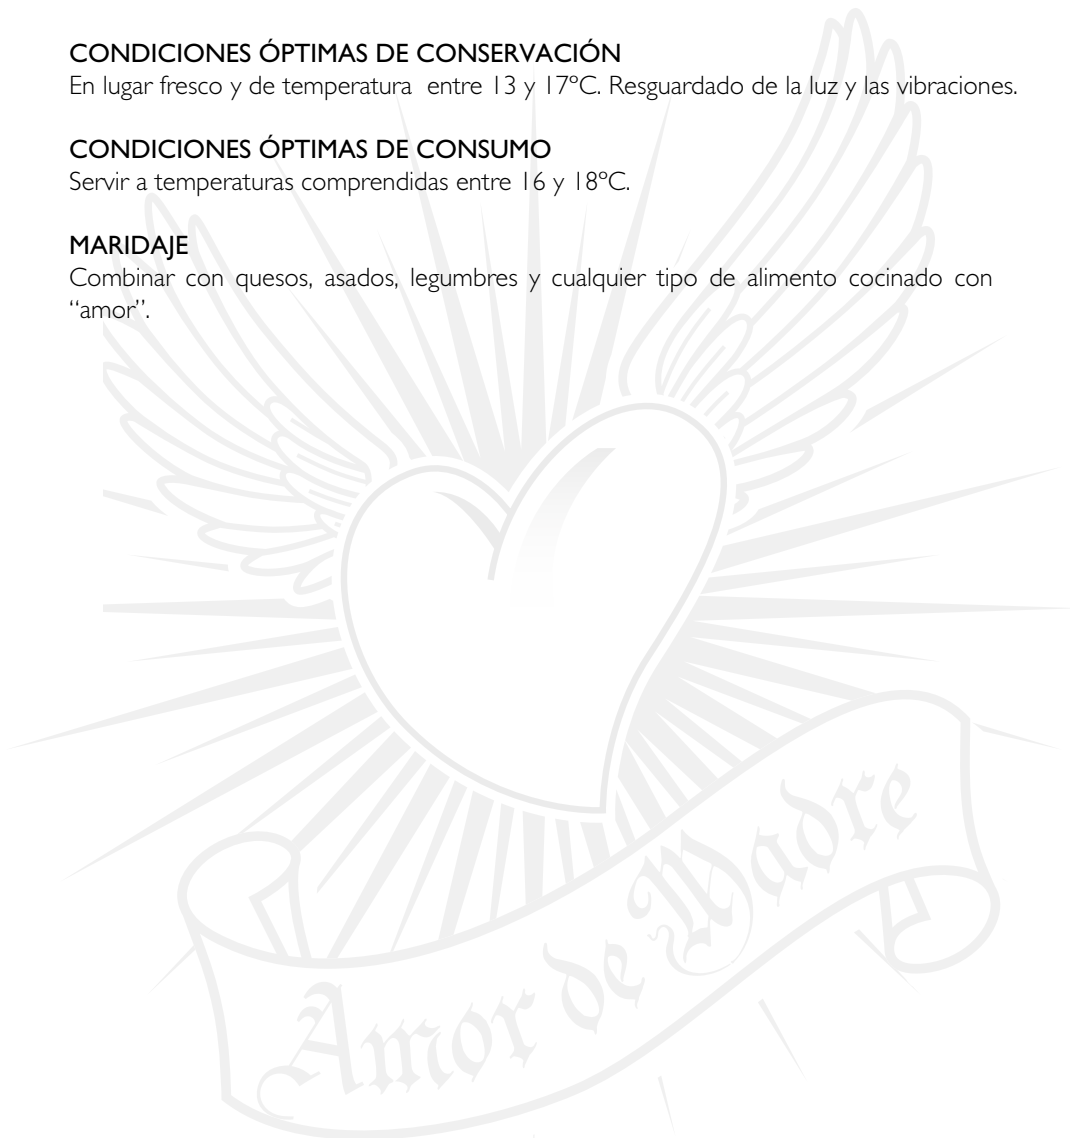 CONDICIONES ÓPTIMAS DE CONSERVACIÓN
En lugar fresco y de temperatura  entre 13 y 17ºC. Resguardado de la luz y las vibraciones.
CONDICIONES ÓPTIMAS DE CONSUMO
Servir a temperaturas comprendidas entre 16 y 18ºC.
MARIDAJE
Combinar con quesos, asados, legumbres y cualquier tipo de alimento cocinado con
“amor”.
Amor de Madre